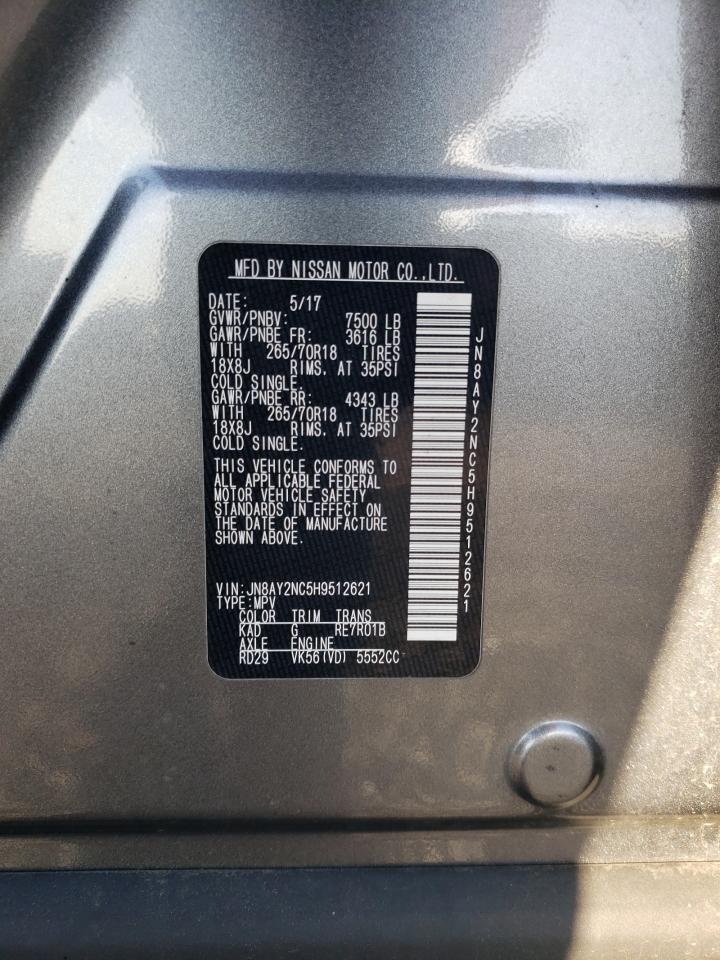 MFD BY NISSAN MOTOR CO.,LTD.
DATE: 5/17
GVWR/PNBV: 7500 LB
GAWR/PNBE FR: 3616 LB
WITH 265/70R18 TIRES
18X8J RIMS, AT 35PSI
COLD SINGLE.
GAWR/PNBE RR: 4343 LB
WITH 265/70R18 TIRES
18X8J RIMS, AT 35PSI
COLD SINGLE.
THIS VEHICLE CONFORMS TO
ALL APPLICABLE FEDERAL
MOTOR VEHICLE SAFETY
STANDARDS IN EFFECT ON
THE DATE OF MANUFACTURE
SHOWN ABOVE.
VIN:JN8AY2NC5H9512621
TYPE:MPV
COLOR TRIM TRANS
KAD G RE7R01B
AXLE ENGINE
RD29 VK56(VD) 5552CC
JN8AY2NC5H9512621